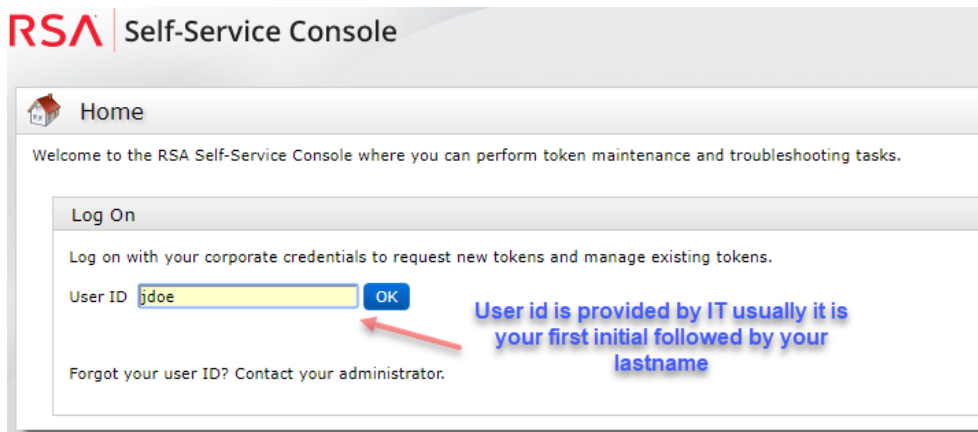 RSA Self-Service Console
Home
Welcome to the RSA Self-Service Console where you can perform token maintenance and troubleshooting tasks.
Log On
Log on with your corporate credentials to request new tokens and manage existing tokens.
User ID jdoe OK
User id is provided by IT usually it is
your first initial followed by your
lastname
Forgot your user ID? Contact your administrator.